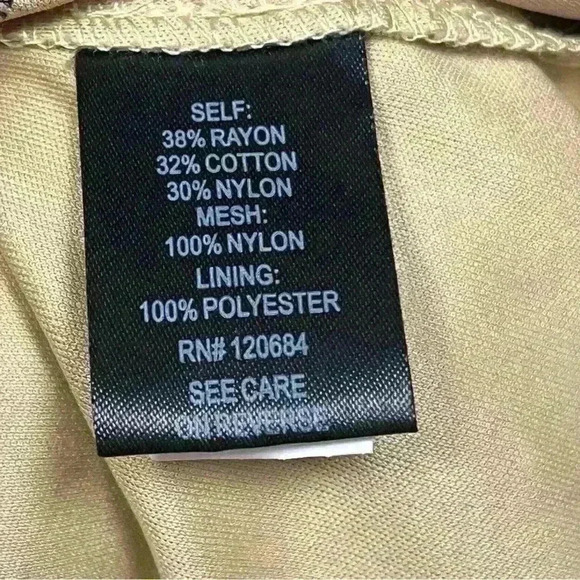 SELF:
38% RAYON
32% COTTON
30% NYLON
MESH:
100% NYLON
LINING:
100% POLYESTER
RN# 120684
SEE CARE
ON REVERSE